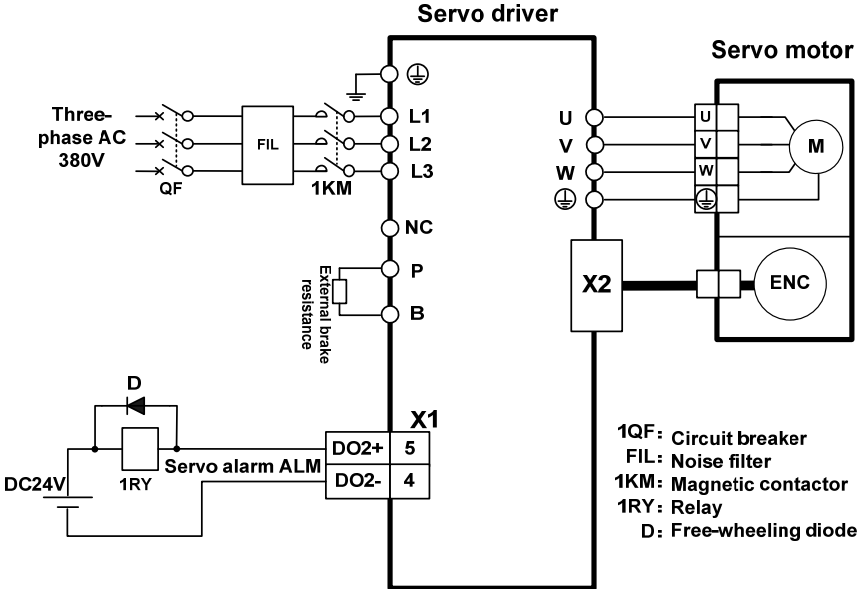 Servo driver
Servo motor
Three-
phase AC
380V
QF
FIL
1KM
L1
L2
L3
NC
P
B
External brake
resistance
U
V
W
U
V
W
M
X2
ENC
D
1RY
DC24V
Servo alarm ALM
X1
DO2+ 5
DO2- 4
1QF: Circuit breaker
FIL: Noise filter
1KM: Magnetic contactor
1RY: Relay
D: Free-wheeling diode